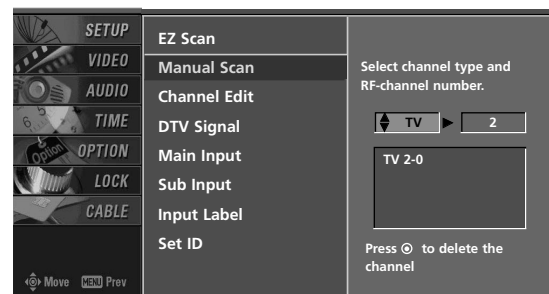 SETUP
VIDEO
AUDIO
TIME
OPTION
LOCK
CABLE
Move MENU Prev
EZ Scan
Manual Scan
Channel Edit
DTV Signal
Main Input
Sub Input
Input Label
Set ID
Select channel type and
RF-channel number.
TV 2
TV 2-0
Press to delete the
channel